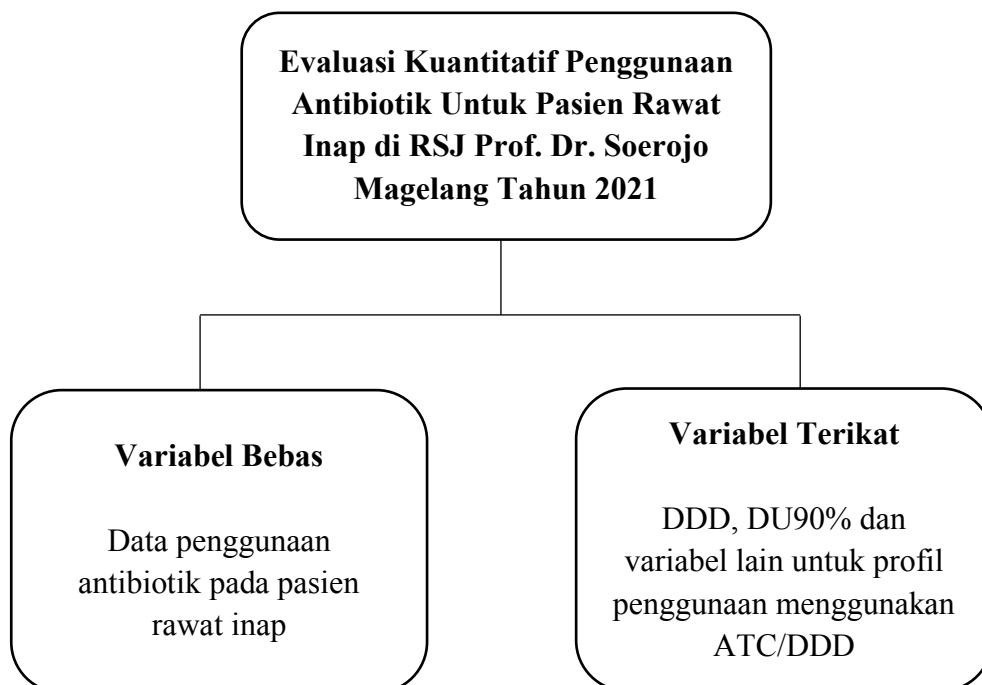 Evaluasi Kuantitatif Penggunaan
Antibiotik Untuk Pasien Rawat
Inap di RSJ Prof. Dr. Soerojo
Magelang Tahun 2021
Variabel Bebas
Data penggunaan
antibiotik pada pasien
rawat inap
Variabel Terikat
DDD, DU90% dan
variabel lain untuk profil
penggunaan menggunakan
ATC/DDD